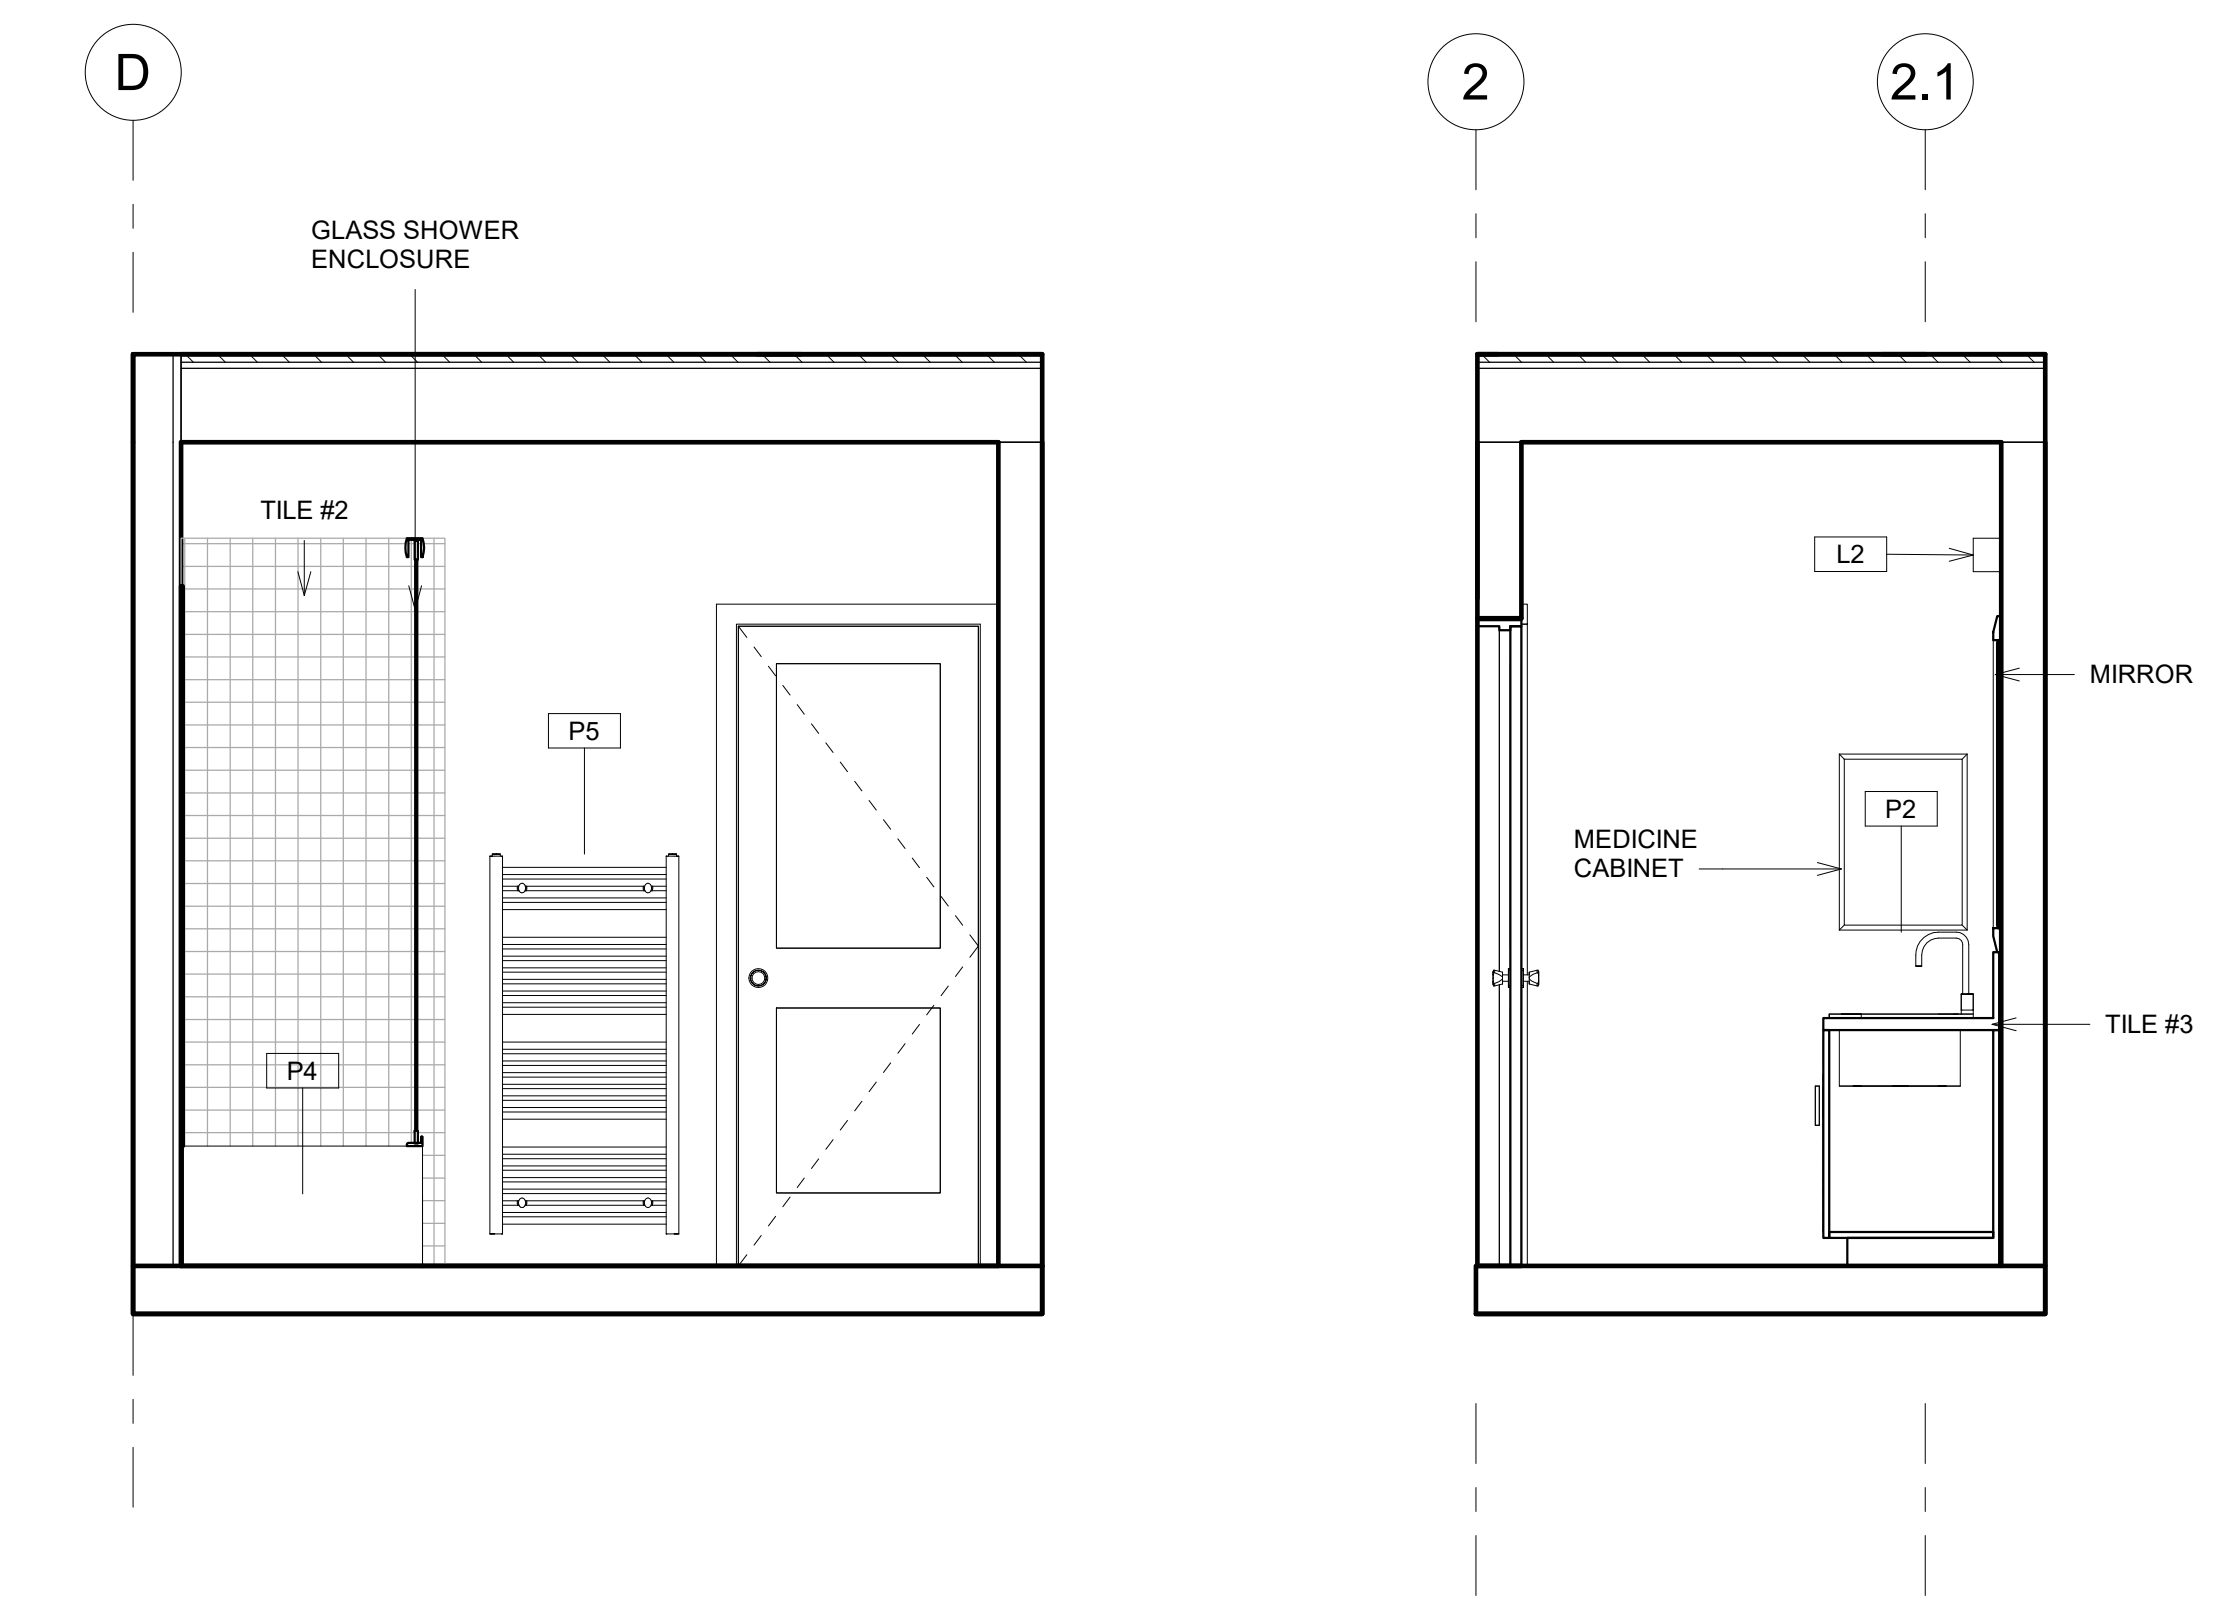 D
2
2.1
GLASS SHOWER
ENCLOSURE
TILE #2
P5
P4
L2
MIRROR
P2
MEDICINE
CABINET
TILE #3